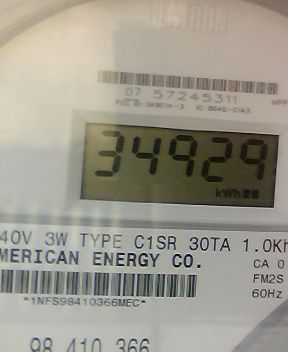 07 57245311
34929
kWh
40V 3W TYPE C1SR 30TA 1.0Kh
MERICAN ENERGY CO.
CA 0
FM2S
60Hz
*1NFS98410366MEC*
98 410 366